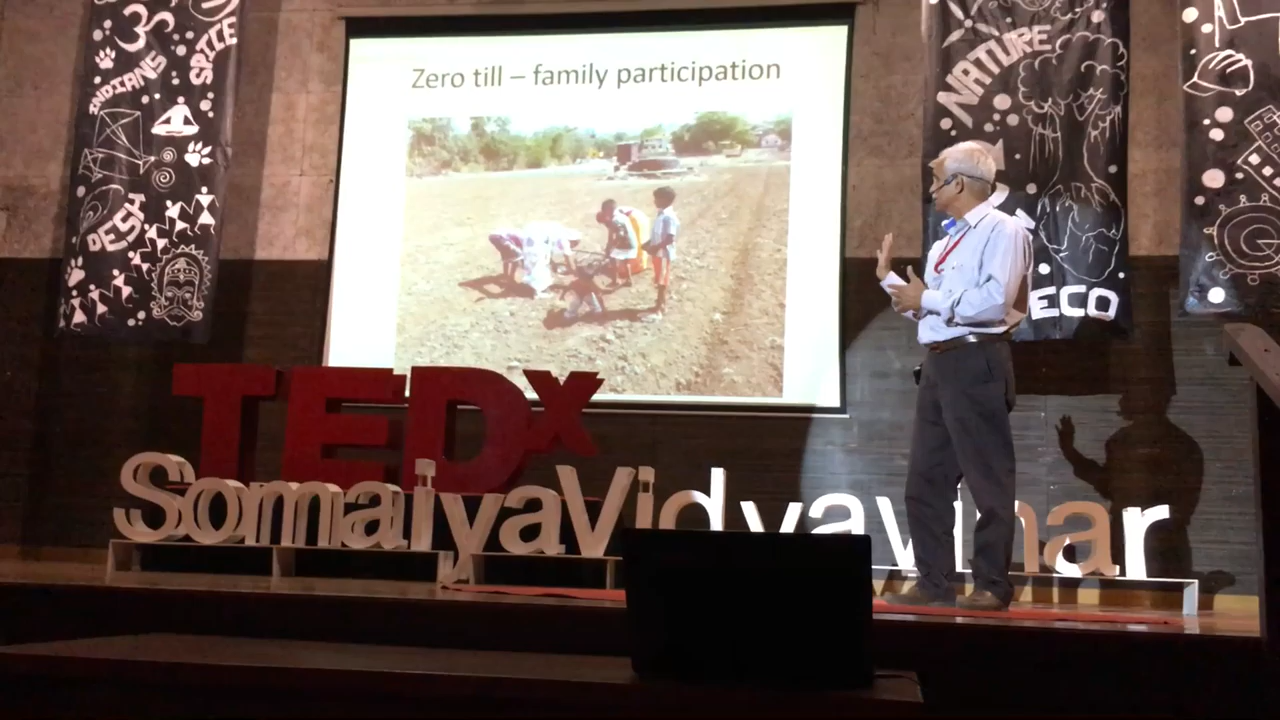 ॐ
INDIANS
SPICE
DESH
Zero till – family participation
NATURE
ECO
TEDx
SomaiyaVidyavihar